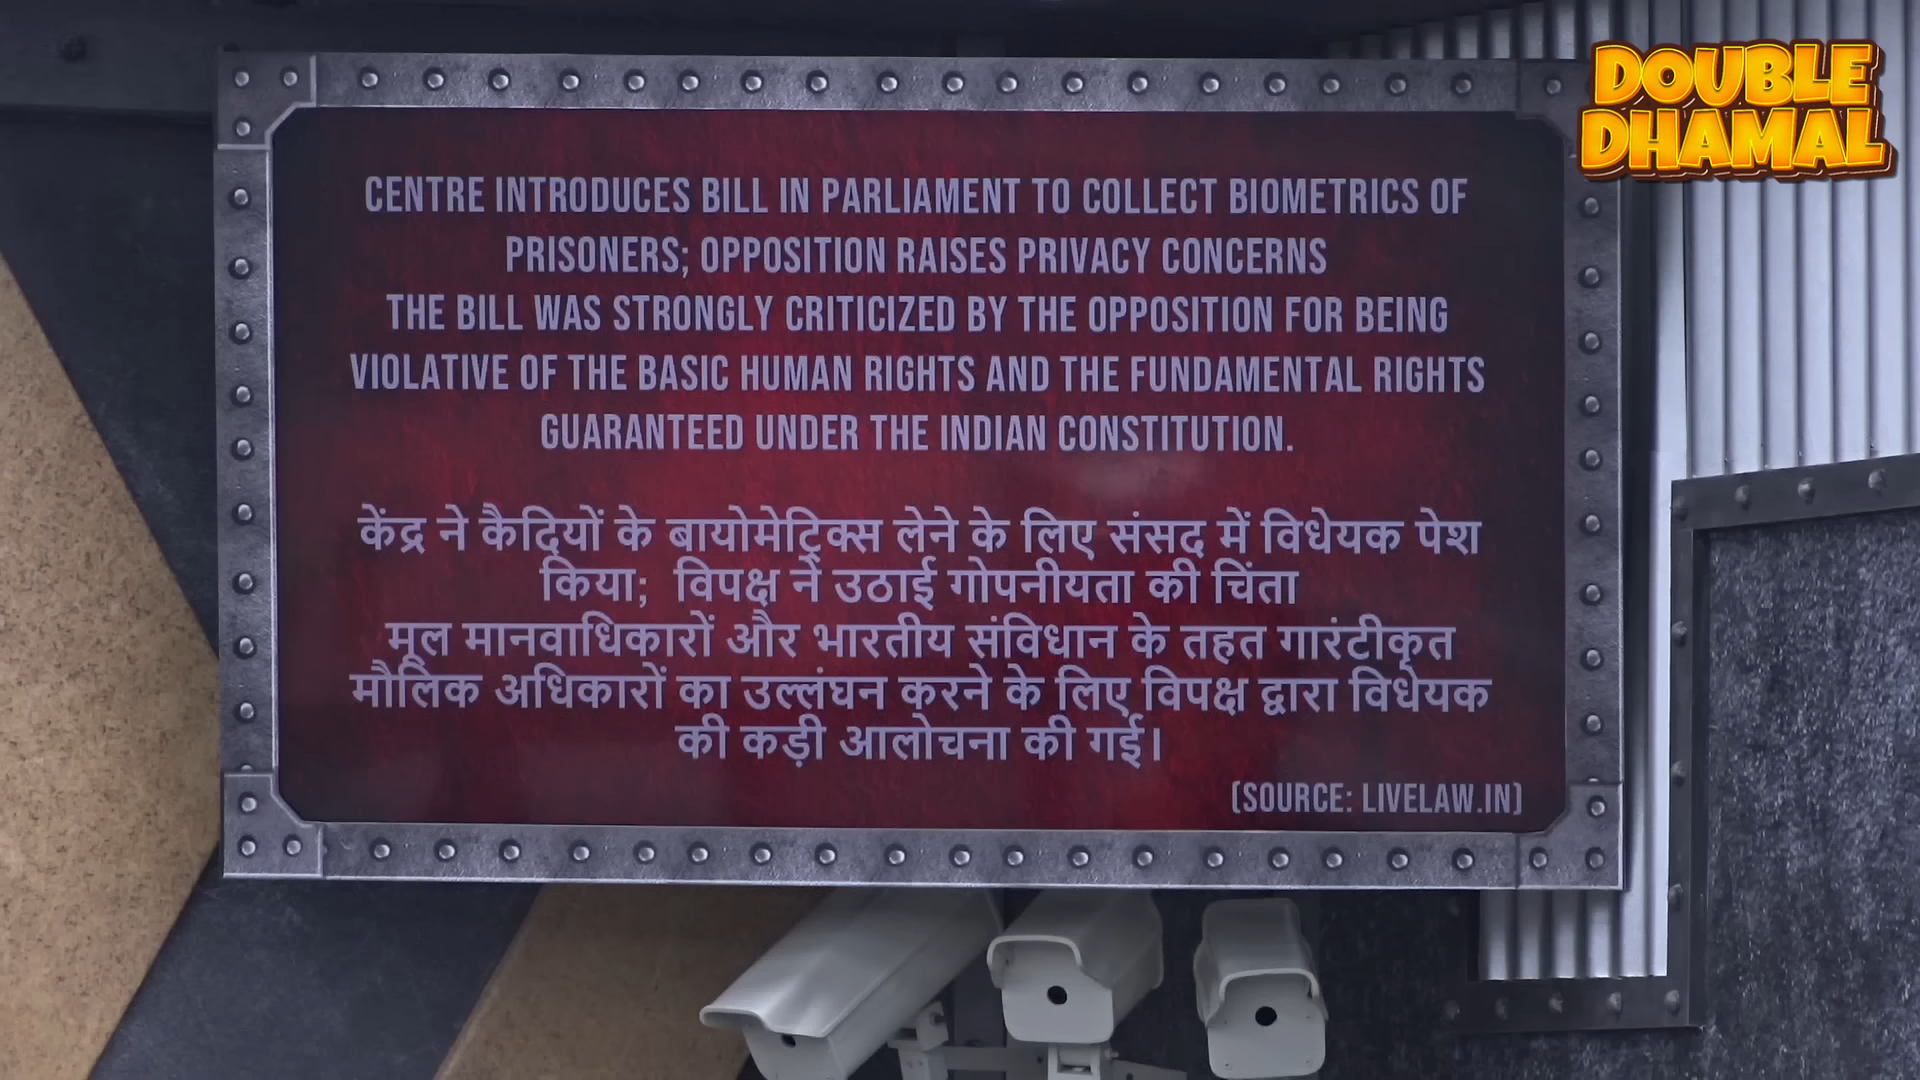 DOUBLE
DHAMAL
CENTRE INTRODUCES BILL IN PARLIAMENT TO COLLECT BIOMETRICS OF
PRISONERS; OPPOSITION RAISES PRIVACY CONCERNS
THE BILL WAS STRONGLY CRITICIZED BY THE OPPOSITION FOR BEING
VIOLATIVE OF THE BASIC HUMAN RIGHTS AND THE FUNDAMENTAL RIGHTS
GUARANTEED UNDER THE INDIAN CONSTITUTION.
केंद्र ने कैदियों के बायोमेट्रिक्स लेने के लिए संसद में विधेयक पेश
किया; विपक्ष ने उठाई गोपनीयता की चिंता
मूल मानवाधिकारों और भारतीय संविधान के तहत गारंटीकृत
मौलिक अधिकारों का उल्लंघन करने के लिए विपक्ष द्वारा विधेयक
की कड़ी आलोचना की गई।
(SOURCE: LIVELAW.IN)